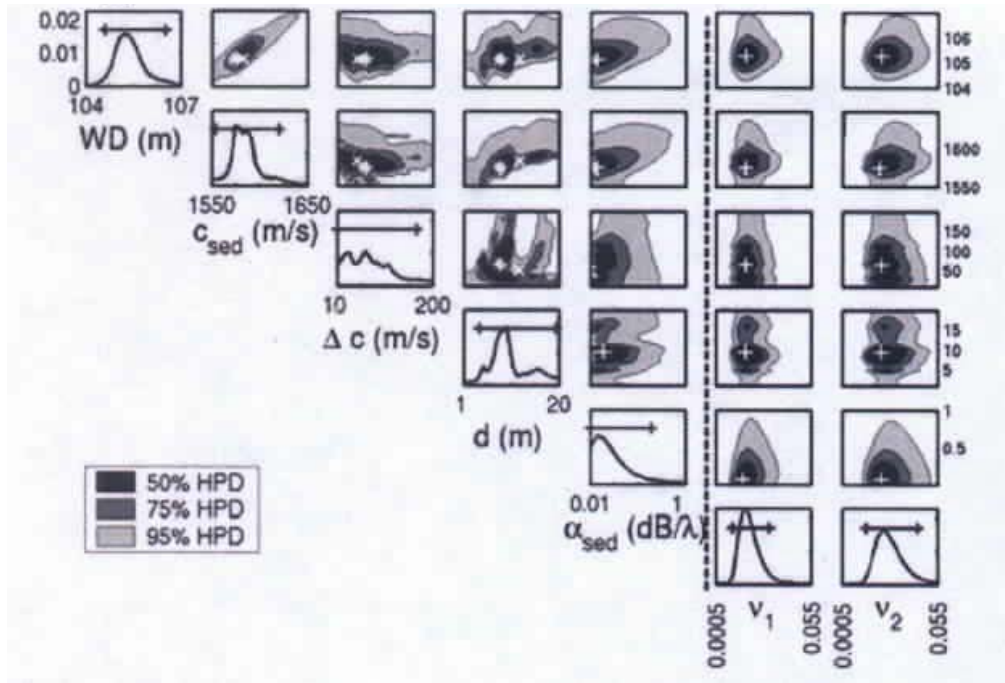 0.02
0.01
0
104 107
WD (m)
106
105
104
1550 1650
c sed (m/s)
1600
1550
10 200
Δ c (m/s)
150
100
50
1 20
d (m)
15
10
5
0.01 1
α sed (dB/λ)
1
0.5
50% HPD
75% HPD
95% HPD
0.0005 ν1 0.055
0.0005 ν2 0.055